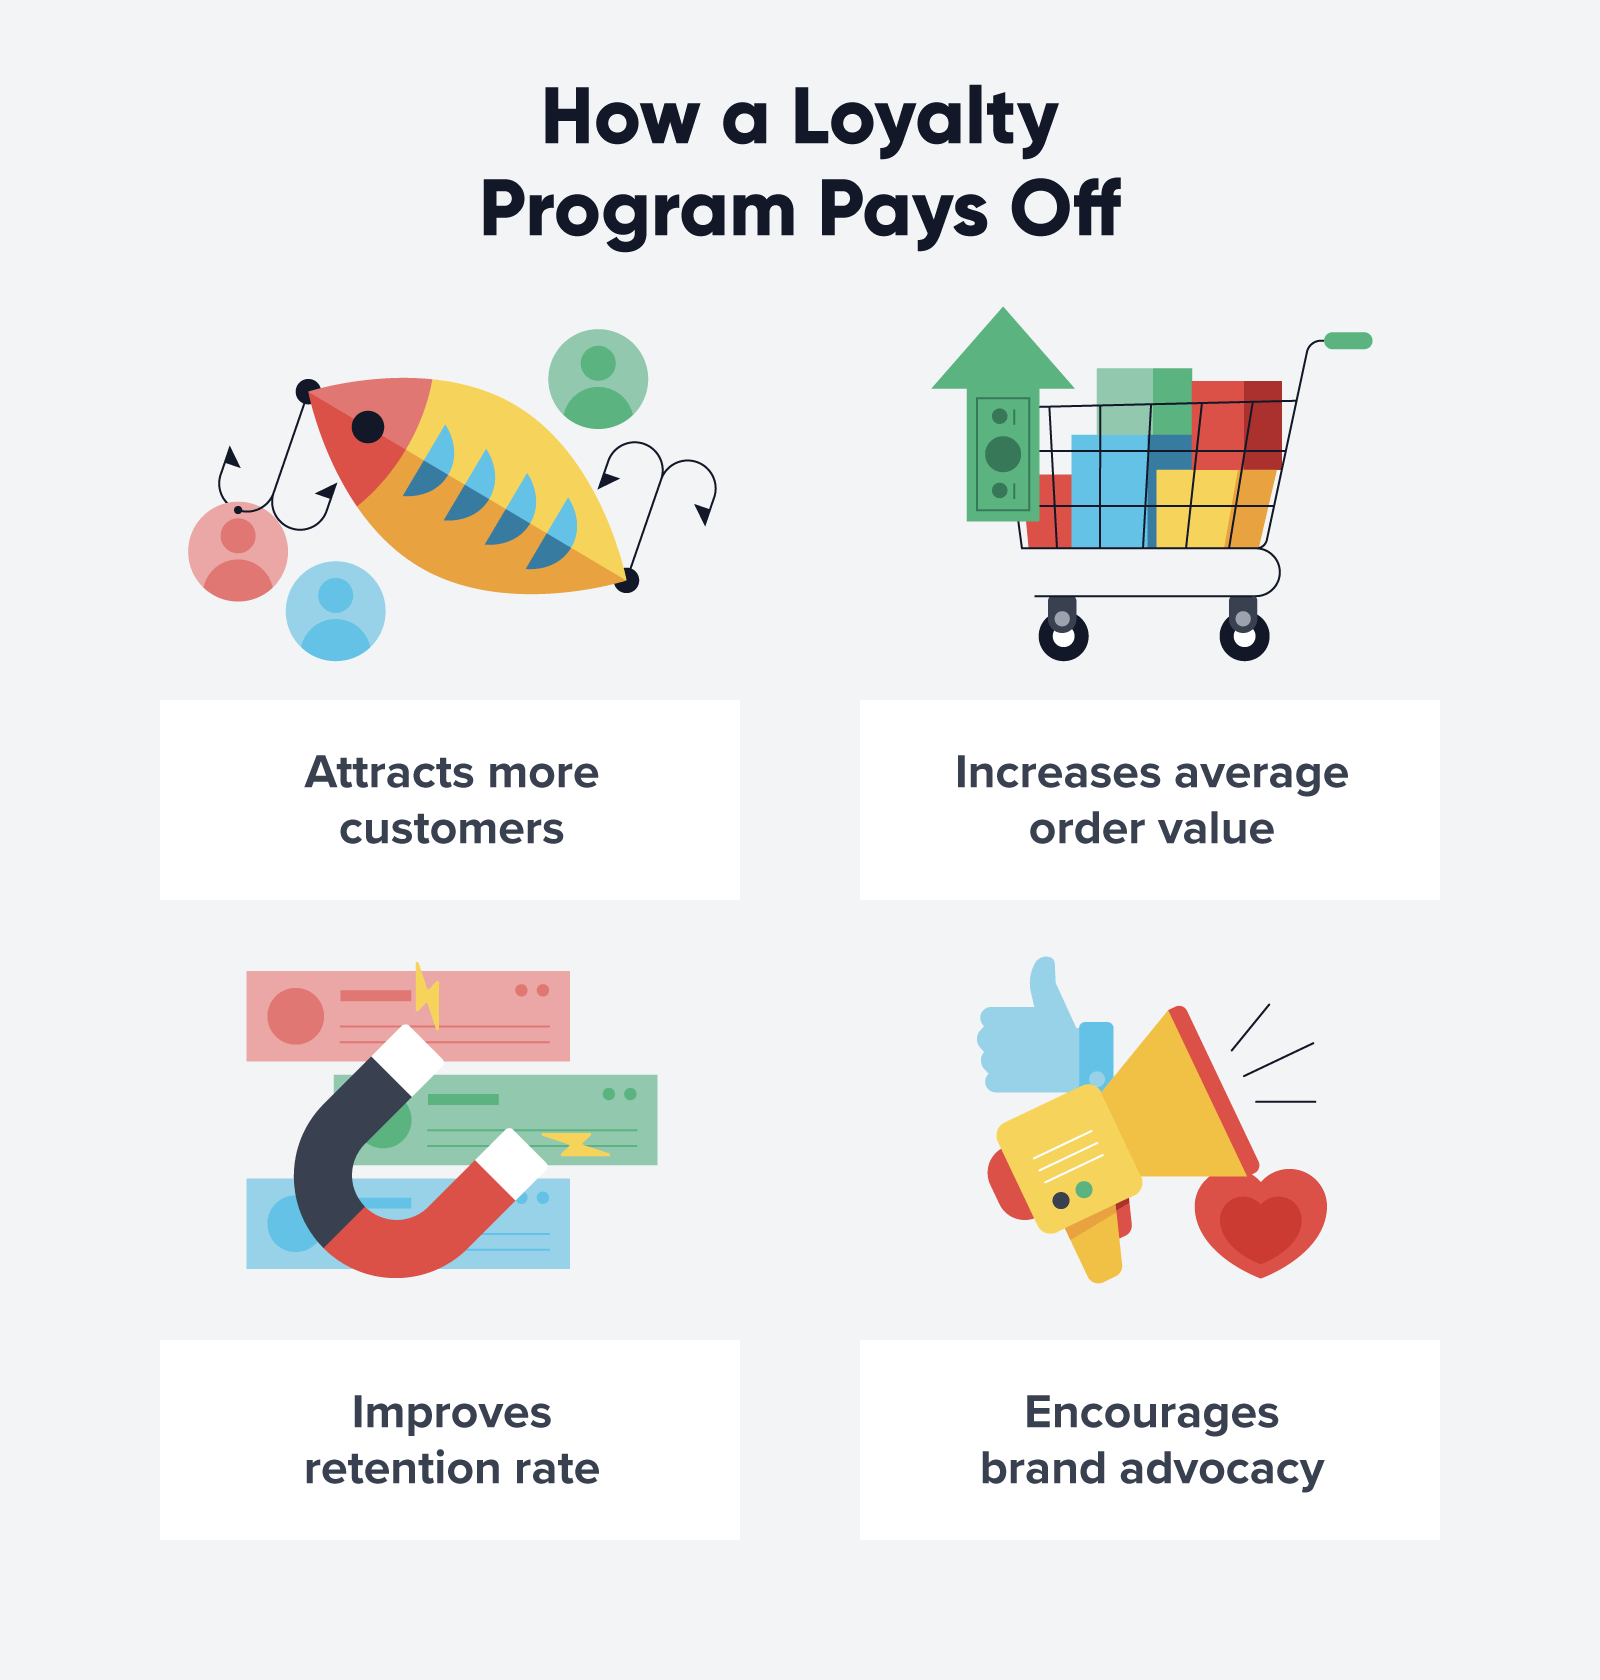 How a Loyalty
Program Pays Off
Attracts more
customers
Increases average
order value
Improves
retention rate
Encourages
brand advocacy